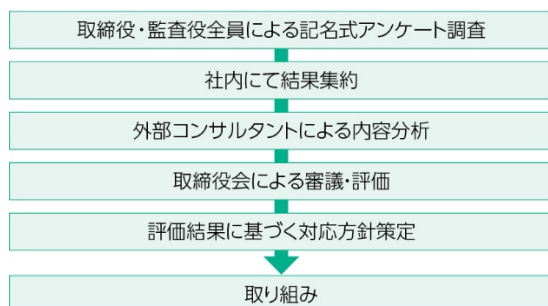 取締役・監査役全員による記名式アンケート調査
社内にて結果集約
外部コンサルタントによる内容分析
取締役会による審議・評価
評価結果に基づく対応方針策定
取り組み